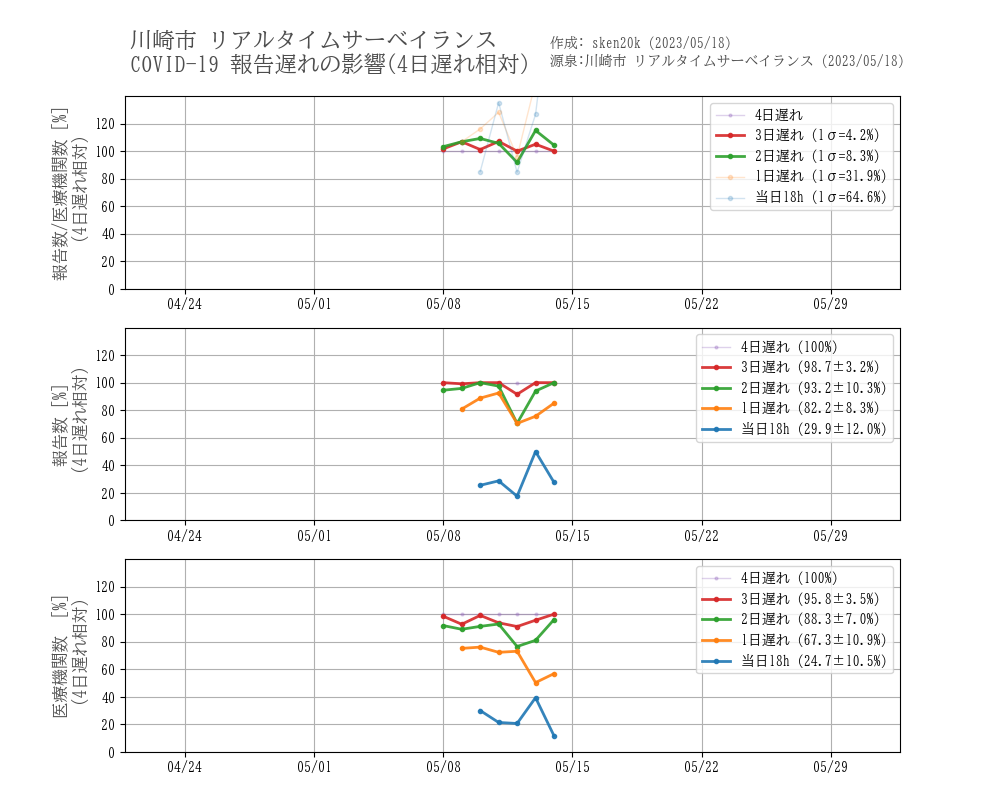 川崎市 リアルタイムサーベイランス
COVID-19 報告遅れの影響(4日遅れ相対)
作成: sken20k (2023/05/18)
源泉:川崎市 リアルタイムサーベイランス (2023/05/18)
報告数/医療機関数 [%]
(4日遅れ相対)
120
100
80
60
40
20
0
4日遅れ
3日遅れ (1σ=4.2%)
2日遅れ (1σ=8.3%)
1日遅れ (1σ=31.9%)
当日18h (1σ=64.6%)
04/24 05/01 05/08 05/15 05/22 05/29
報告数 [%]
(4日遅れ相対)
120
100
80
60
40
20
0
4日遅れ (100%)
3日遅れ (98.7±3.2%)
2日遅れ (93.2±10.3%)
1日遅れ (82.2±8.3%)
当日18h (29.9±12.0%)
04/24 05/01 05/08 05/15 05/22 05/29
医療機関数 [%]
(4日遅れ相対)
120
100
80
60
40
20
0
4日遅れ (100%)
3日遅れ (95.8±3.5%)
2日遅れ (88.3±7.0%)
1日遅れ (67.3±10.9%)
当日18h (24.7±10.5%)
04/24 05/01 05/08 05/15 05/22 05/29